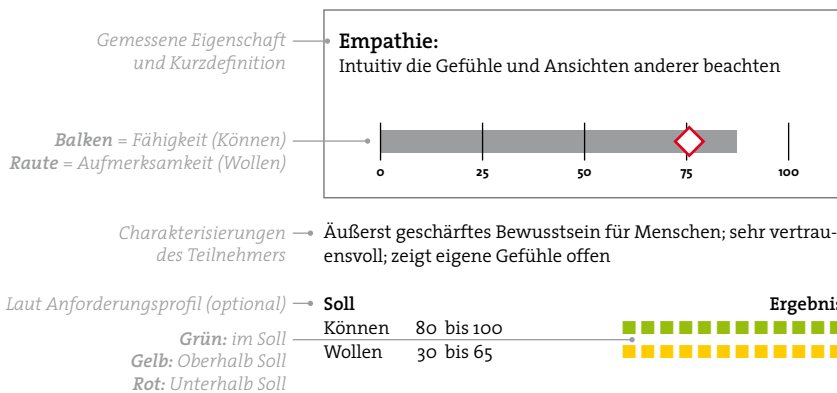 Gemessene Eigenschaft
und Kurzdefinition
Empathie:
Intuitiv die Gefühle und Ansichten anderer beachten
Balken = Fähigkeit (Können)
Raute = Aufmerksamkeit (Wollen)
0 25 50 75 100
Charakterisierungen
des Teilnehmers
Äußerst geschärftes Bewusstsein für Menschen; sehr vertrau-
ensvoll; zeigt eigene Gefühle offen
Laut Anforderungsprofil (optional)
Soll Ergebnis
Können 80 bis 100
Wollen 30 bis 65
Grün: im Soll
Gelb: Oberhalb Soll
Rot: Unterhalb Soll